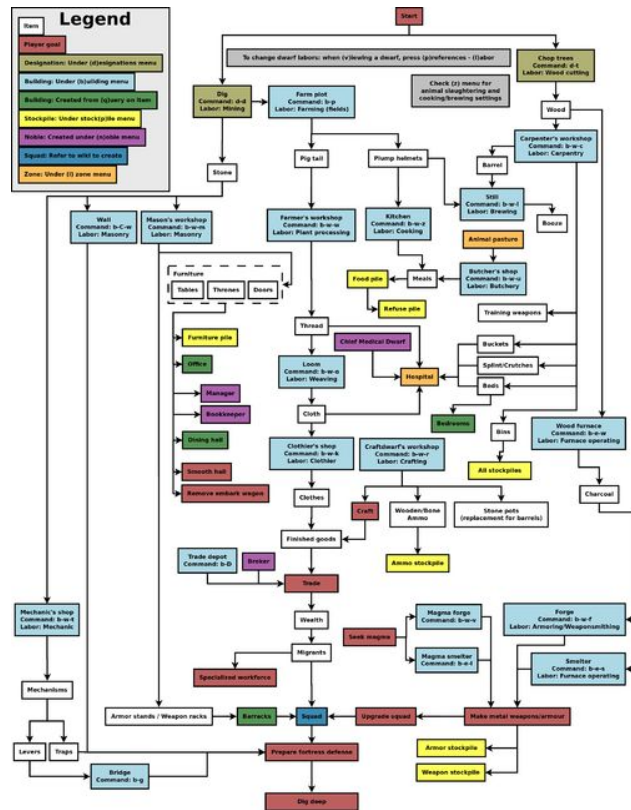 Legend
Item
Player goal
Designation: Under (d)esignations menu
Building: Under (b)uilding menu
Building: Created from (q)uery on item
Stockpile: Under stock(p)ile menu
Noble: Created under (n)oble menu
Squad: Refer to wiki to create
Zone: Under (i) zone menu
Start
To change dwarf labors: when (v)iewing a dwarf, press (p)references - (l)abor
Check (z) menu for
animal slaughtering and
cooking/brewing settings
Chop trees
Command: d-t
Labor: Wood cutting
Dig
Command: d-d
Labor: Mining
Farm plot
Command: b-p
Labor: Farming (fields)
Wood
Carpenter's workshop
Command: b-w-c
Labor: Carpentry
Stone
Pig tail
Plump helmets
Barrel
Still
Command: b-w-l
Labor: Brewing
Booze
Wall
Command: b-C-w
Labor: Masonry
Mason's workshop
Command: b-w-m
Labor: Masonry
Farmer's workshop
Command: b-w-w
Labor: Plant processing
Kitchen
Command: b-w-z
Labor: Cooking
Animal pasture
Furniture
Tables
Thrones
Doors
Food pile
Meals
Butcher's shop
Command: b-w-u
Labor: Butchery
Refuse pile
Training weapons
Thread
Furniture pile
Chief Medical Dwarf
Buckets
Office
Loom
Command: b-w-o
Labor: Weaving
Hospital
Splint/Crutches
Beds
Manager
Bookkeeper
Cloth
Bedrooms
Bins
Wood furnace
Command: b-e-w
Labor: Furnace operating
Dining hall
Clothier's shop
Command: b-w-k
Labor: Clothier
Craftdwarf's workshop
Command: b-w-r
Labor: Crafting
All stockpiles
Smooth hall
Remove embark wagon
Clothes
Charcoal
Craft
Wooden/Bone
Ammo
Stone pots
(replacement for barrels)
Finished goods
Ammo stockpile
Trade depot
Command: b-D
Broker
Trade
Mechanic's shop
Command: b-w-t
Labor: Mechanic
Wealth
Seek magma
Magma forge
Command: b-w-v
Forge
Command: b-w-f
Labor: Armoring/Weaponsmithing
Migrants
Magma smelter
Command: b-e-l
Smelter
Command: b-e-s
Labor: Furnace operating
Specialised workforce
Mechanisms
Armor stands / Weapon racks
Barracks
Squad
Upgrade squad
Make metal weapons/armour
Levers
Traps
Prepare fortress defense
Armor stockpile
Bridge
Command: b-g
Weapon stockpile
Dig deep